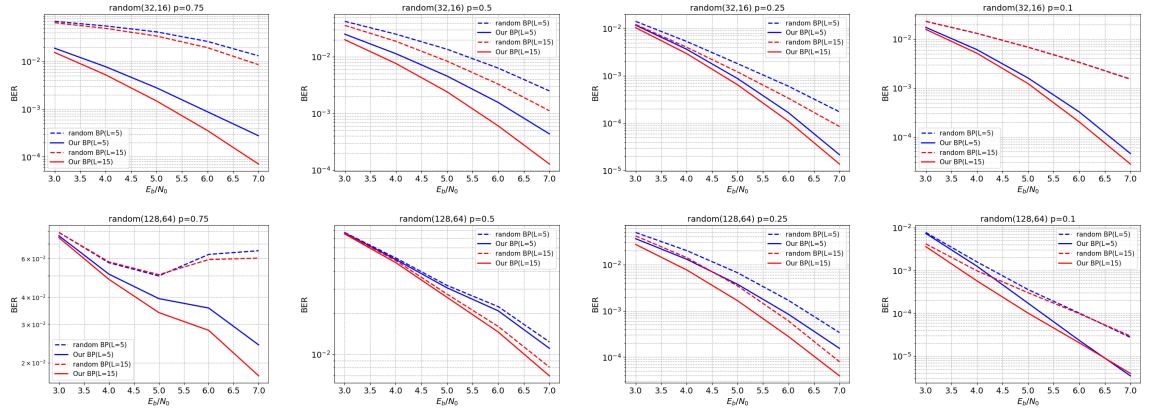 random(32,16) p=0.75
BER
10⁻²
10⁻³
10⁻⁴
random BP(L=5)
Our BP(L=5)
random BP(L=15)
Our BP(L=15)
3.0 3.5 4.0 4.5 5.0 5.5 6.0 6.5 7.0
E_b/N_0
random(32,16) p=0.5
BER
10⁻²
10⁻³
10⁻⁴
random BP(L=5)
Our BP(L=5)
random BP(L=15)
Our BP(L=15)
3.0 3.5 4.0 4.5 5.0 5.5 6.0 6.5 7.0
E_b/N_0
random(32,16) p=0.25
BER
10⁻²
10⁻³
10⁻⁴
10⁻⁵
random BP(L=5)
Our BP(L=5)
random BP(L=15)
Our BP(L=15)
3.0 3.5 4.0 4.5 5.0 5.5 6.0 6.5 7.0
E_b/N_0
random(32,16) p=0.1
BER
10⁻²
10⁻³
10⁻⁴
random BP(L=5)
Our BP(L=5)
random BP(L=15)
Our BP(L=15)
3.0 3.5 4.0 4.5 5.0 5.5 6.0 6.5 7.0
E_b/N_0
random(128,64) p=0.75
BER
6×10⁻²
4×10⁻²
3×10⁻²
2×10⁻²
random BP(L=5)
Our BP(L=5)
random BP(L=15)
Our BP(L=15)
3.0 3.5 4.0 4.5 5.0 5.5 6.0 6.5 7.0
E_b/N_0
random(128,64) p=0.5
BER
10⁻²
random BP(L=5)
Our BP(L=5)
random BP(L=15)
Our BP(L=15)
3.0 3.5 4.0 4.5 5.0 5.5 6.0 6.5 7.0
E_b/N_0
random(128,64) p=0.25
BER
10⁻²
10⁻³
10⁻⁴
random BP(L=5)
Our BP(L=5)
random BP(L=15)
Our BP(L=15)
3.0 3.5 4.0 4.5 5.0 5.5 6.0 6.5 7.0
E_b/N_0
random(128,64) p=0.1
BER
10⁻²
10⁻³
10⁻⁴
10⁻⁵
random BP(L=5)
Our BP(L=5)
random BP(L=15)
Our BP(L=15)
3.0 3.5 4.0 4.5 5.0 5.5 6.0 6.5 7.0
E_b/N_0